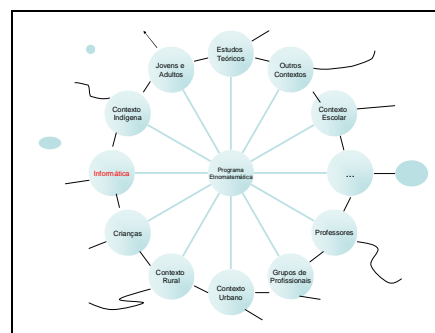 Estudos
Teóricos
Jovens e
Adultos
Outros
Contextos
Contexto
Indígena
Contexto
Escolar
Informática
Programa
Etnomatemática
...
Crianças
Professores
Contexto
Rural
Grupos de
Profissionais
Contexto
Urbano